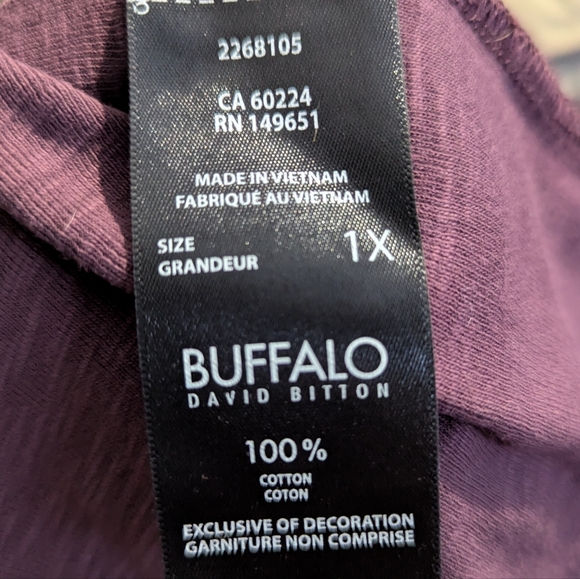 2268105
CA 60224
RN 149651
MADE IN VIETNAM
FABRIQUÉ AU VIETNAM
SIZE
GRANDEUR
1X
BUFFALO
DAVID BITTON
100 %
COTTON
COTON
EXCLUSIVE OF DECORATION
GARNITURE NON COMPRISE